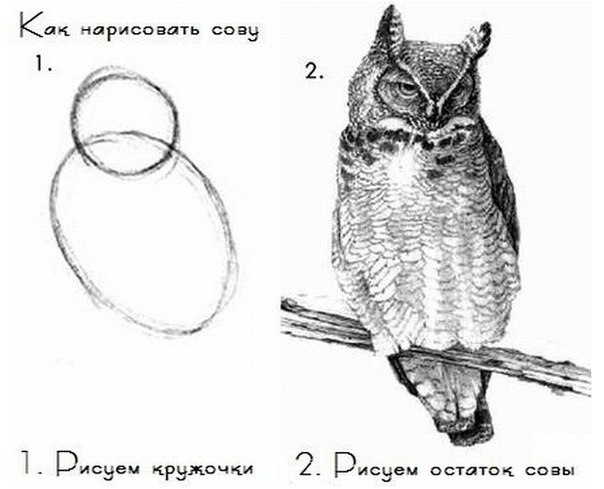 Как нарисовать сову
1.
2.
1. Рисуем кружочки
2. Рисуем остаток совы